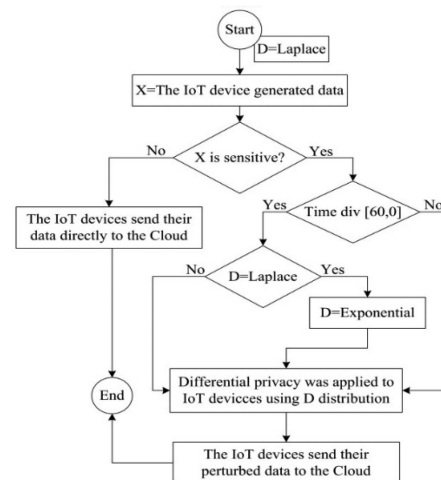 Start
D=Laplace
X=The IoT device generated data
No
X is sensitive?
Yes
The IoT devices send their
data directly to the Cloud
Yes
Time div [60,0]
No
No
D=Laplace
Yes
D=Exponential
End
Differential privacy was applied to
IoT devicces using D distribution
The IoT devices send their
perturbed data to the Cloud